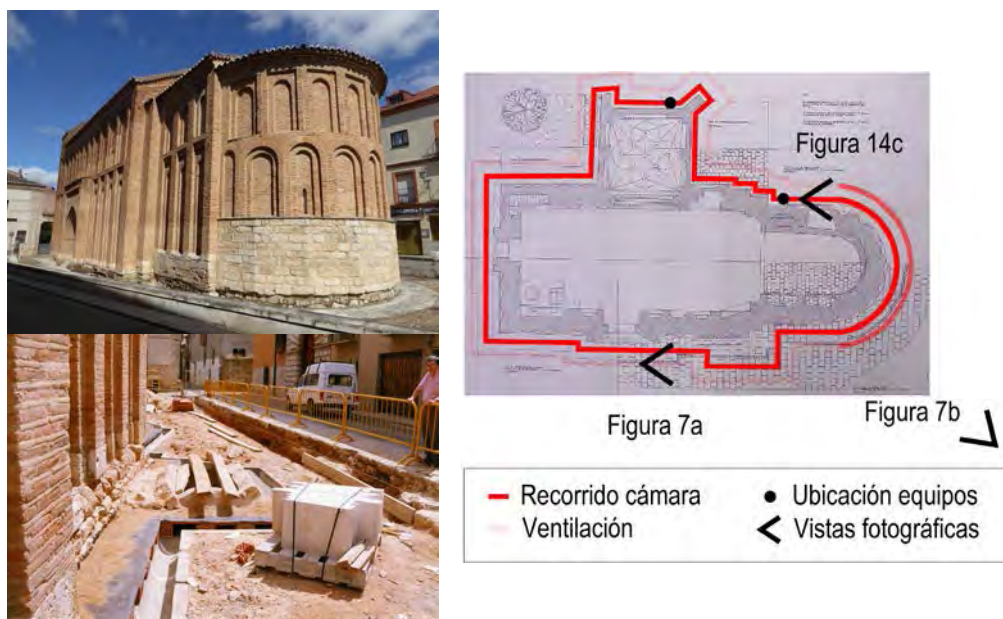 Figura 14c
Figura 7a
Figura 7b
Recorrido cámara
Ventilación
Ubicación equipos
Vistas fotográficas